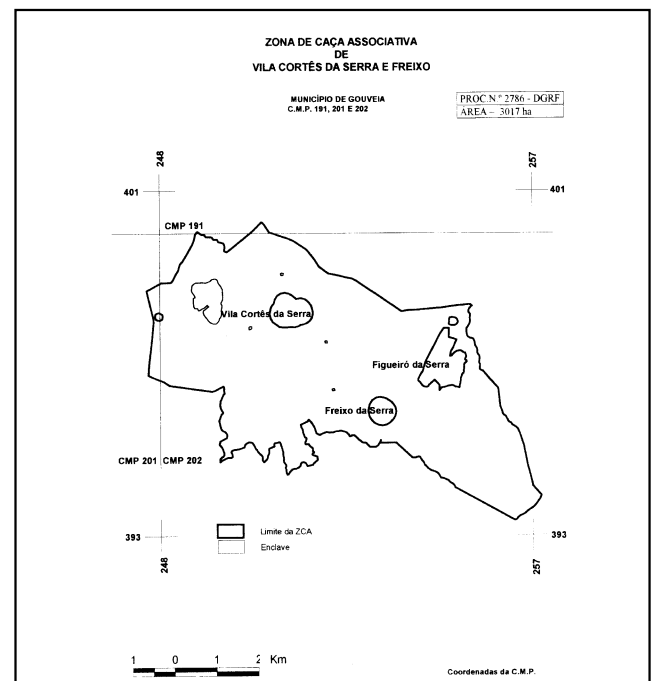 ZONA DE CAÇA ASSOCIATIVA
DE
VILA CORTÊS DA SERRA E FREIXO
MUNICÍPIO DE GOUVEIA
C.M.P. 191, 201 E 202
PROC.N.º 2786 - DGRF
AREA – 3017 ha
248
257
401
401
CMP 191
Vila Cortês da Serra
Figueiró da Serra
Freixo da Serra
CMP 201
CMP 202
393
393
248
257
Limite da ZCA
Enclave
1 0 1 2 Km
Coordenadas da C.M.P.